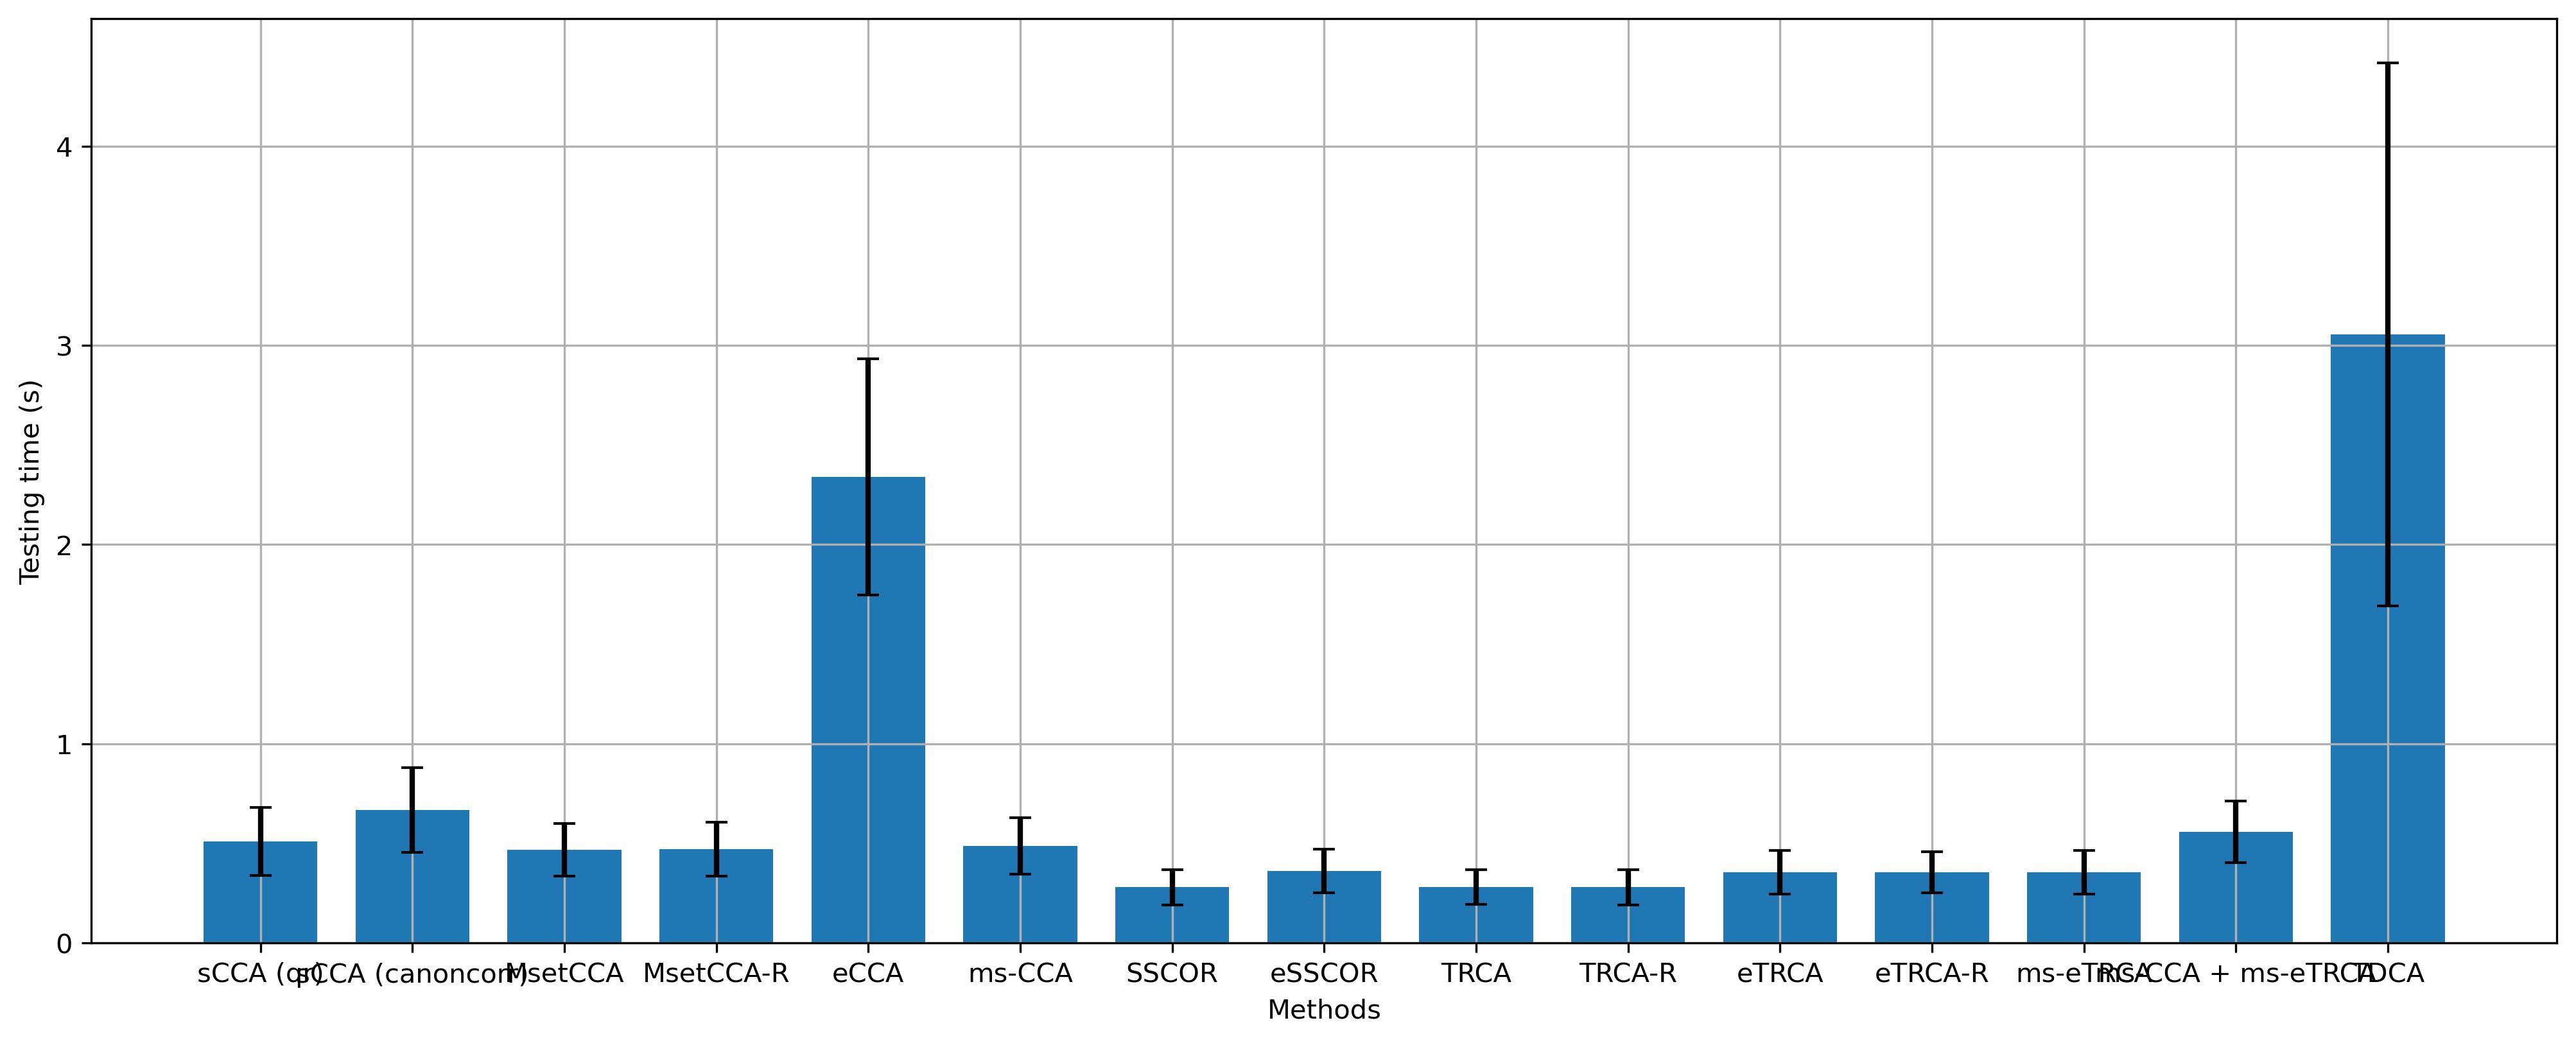 4
3
2
1
0
Testing time (s)
sCCA (qr) sCCA (canoncorr) MsetCCA MsetCCA-R eCCA ms-CCA SSCOR eSSCOR TRCA TRCA-R eTRCA eTRCA-R ms-eTRCA ms-CCA + ms-eTRCA TDCA
Methods